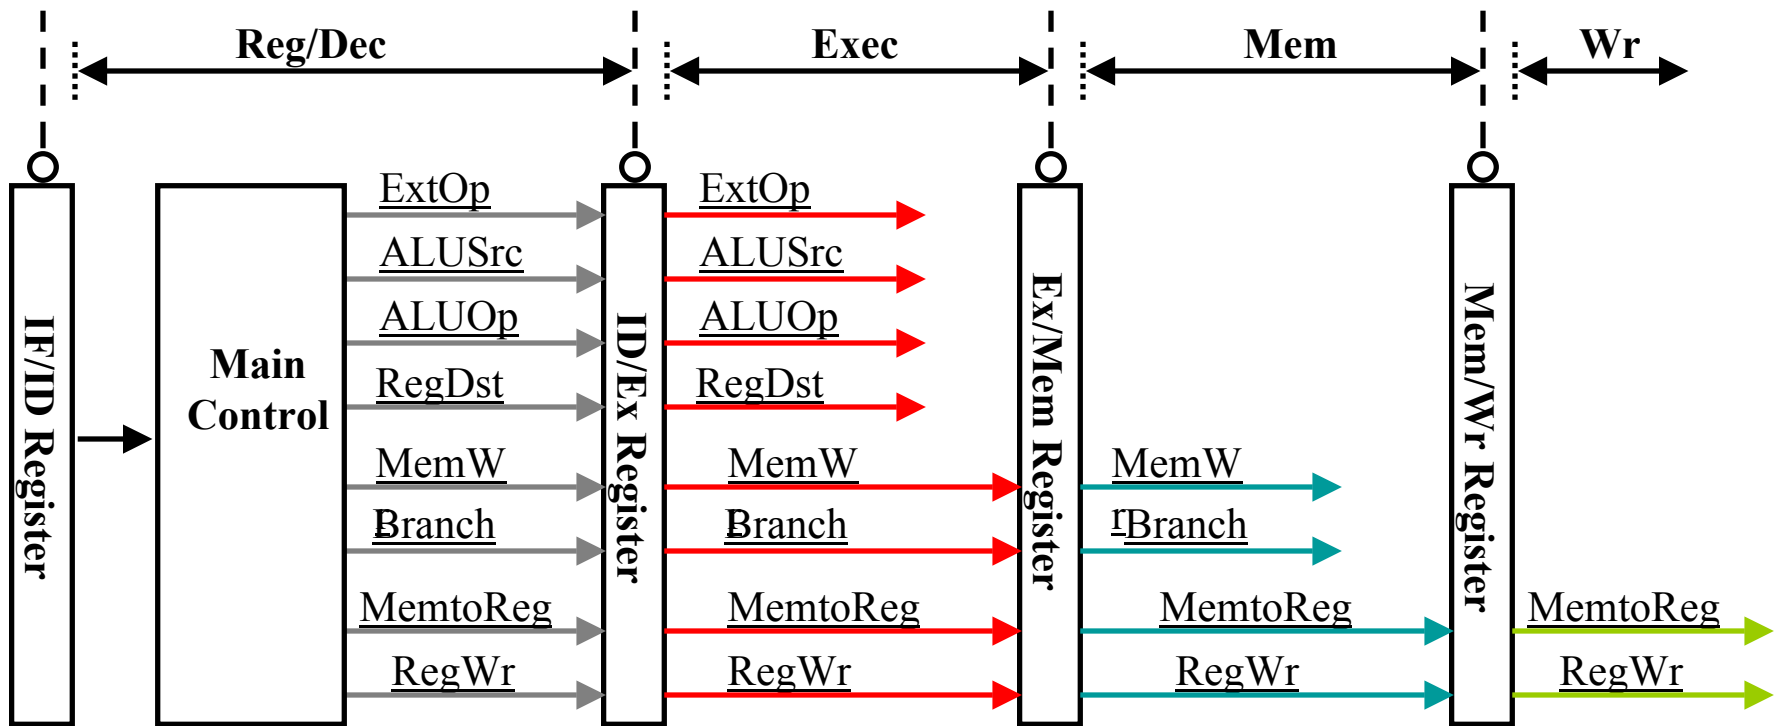 Reg/Dec Exec Mem Wr
ExtOp ExtOp
ALUSrc ALUSrc
ALUOp ALUOp
RegDst RegDst
MemW MemW MemW
r r r
Branch Branch Branch
MemtoReg MemtoReg MemtoReg MemtoReg
RegWr RegWr RegWr RegWr
IF/ID Register
Main
Control
ID/Ex Register
Ex/Mem Register
Mem/Wr Register